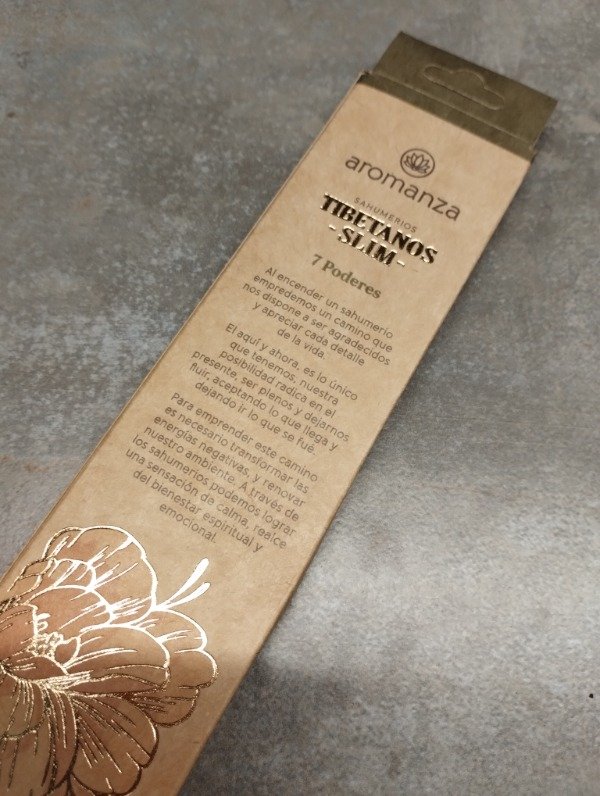 aromanza
SAHUMERIOS
TIBETANOS
- SLIM -
7 Poderes
Al encender un sahumerio
empredemos un camino que
nos dispone a ser agradecidos
y apreciar cada detalle
de la vida.
El aquí y ahora, es lo único
que tenemos, nuestra
posibilidad radica en el
presente, ser plenos y dejarnos
fluir, aceptando lo que llega y
dejando ir lo que se fué.
Para emprender este camino
es necesario transformar las
energías negativas, y renovar
nuestro ambiente. A través de
los sahumerios podemos lograr
una sensación de calma, realce
del bienestar espiritual y
emocional.